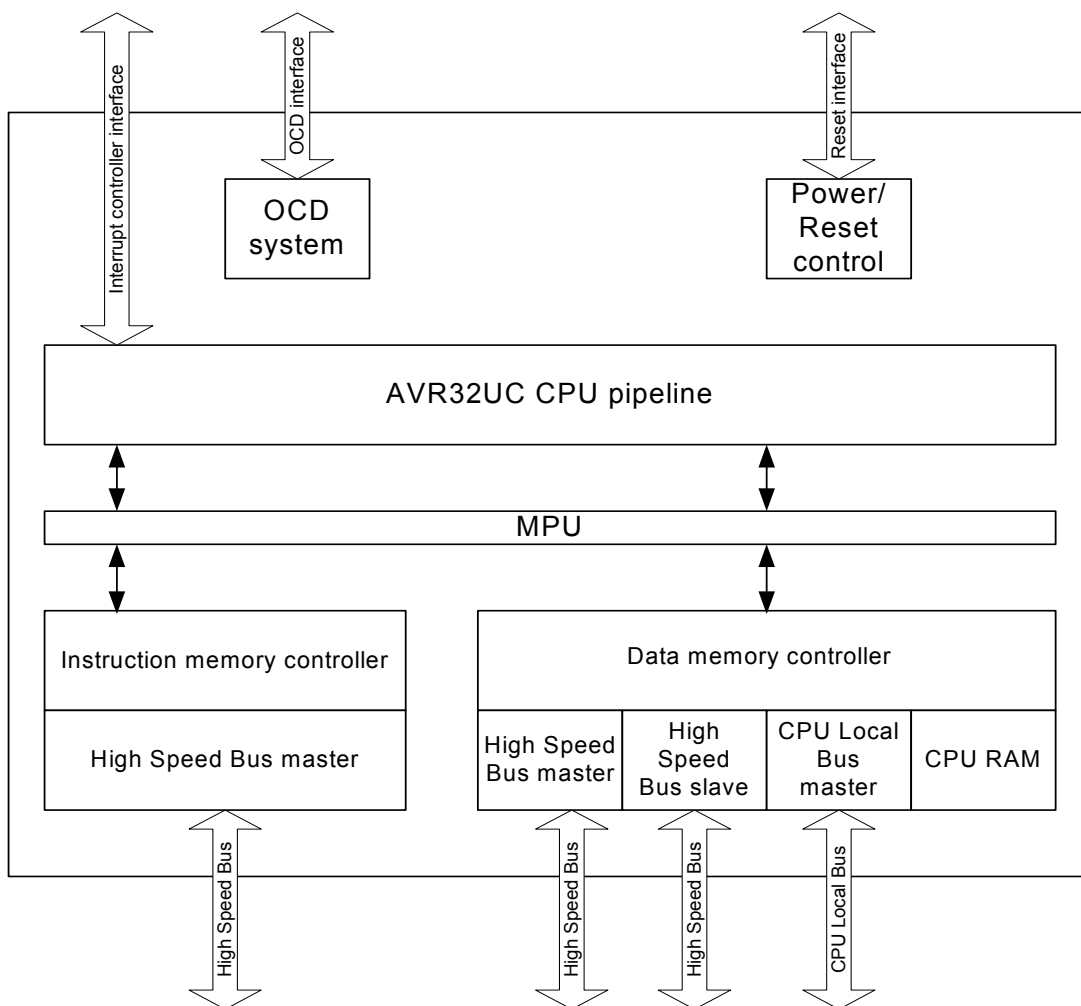 Interrupt controller interface
OCD interface
Reset interface
OCD
system
Power/
Reset
control
AVR32UC CPU pipeline
MPU
Instruction memory controller
Data memory controller
High Speed Bus master
High Speed
Bus master
High
Speed
Bus slave
CPU Local
Bus
master
CPU RAM
High Speed Bus
High Speed Bus
High Speed Bus
CPU Local Bus